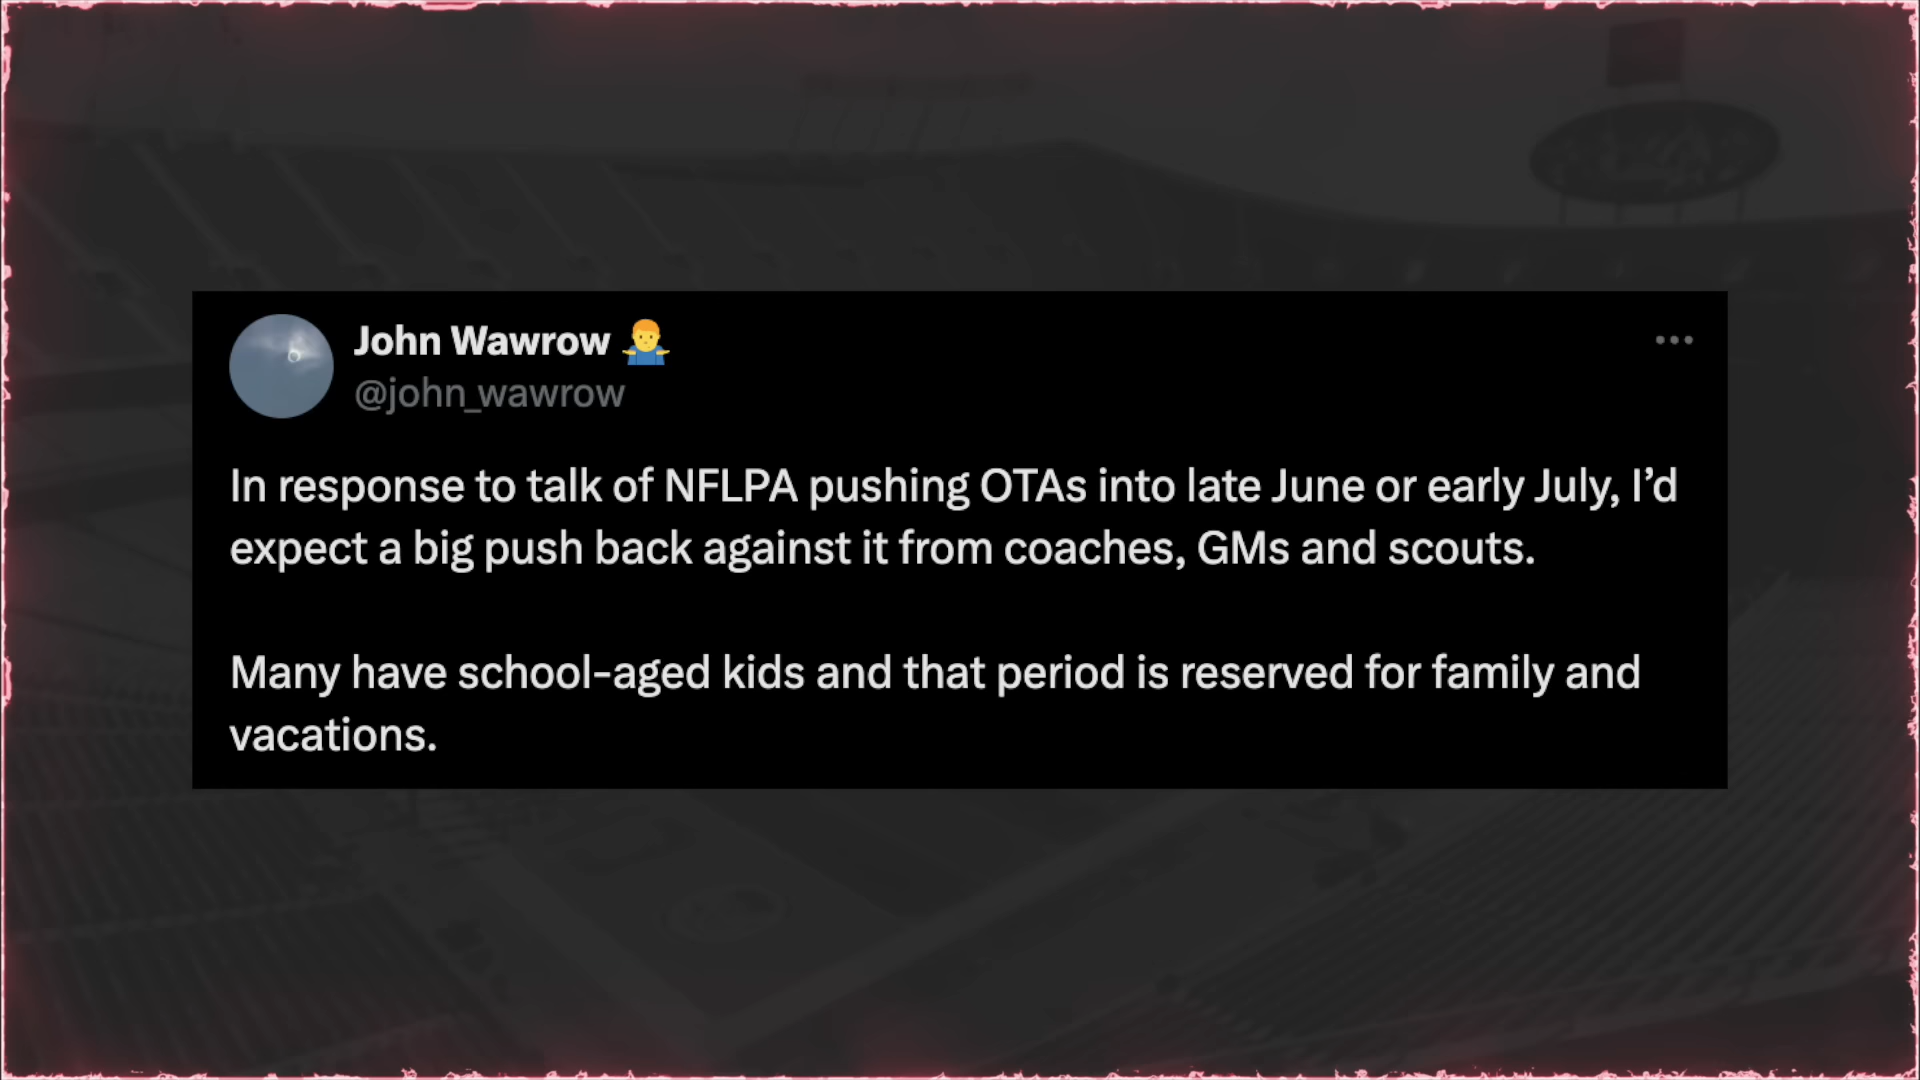 John Wawrow 🤷‍♂️
@john_wawrow
In response to talk of NFLPA pushing OTAs into late June or early July, I’d
expect a big push back against it from coaches, GMs and scouts.
Many have school-aged kids and that period is reserved for family and
vacations.